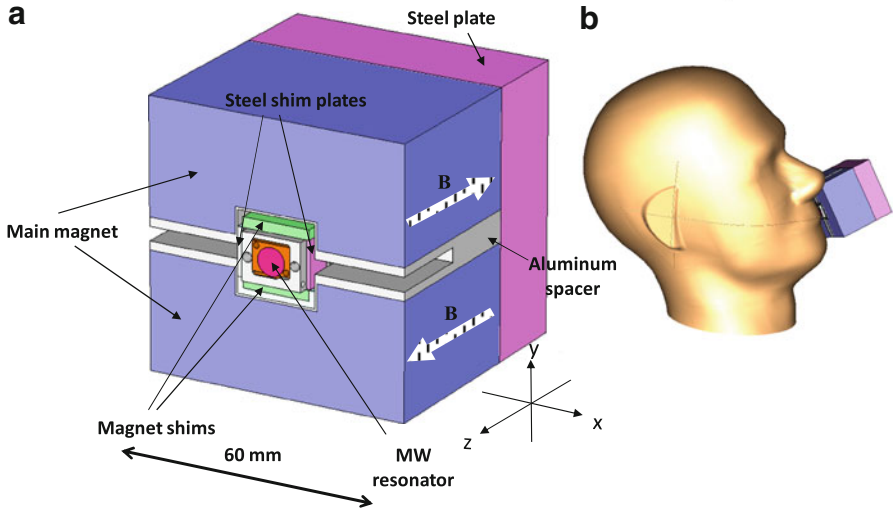 a
Steel plate
b
Steel shim plates
B
Main magnet
Aluminum
spacer
B
y
x
z
Magnet shims
60 mm
MW
resonator